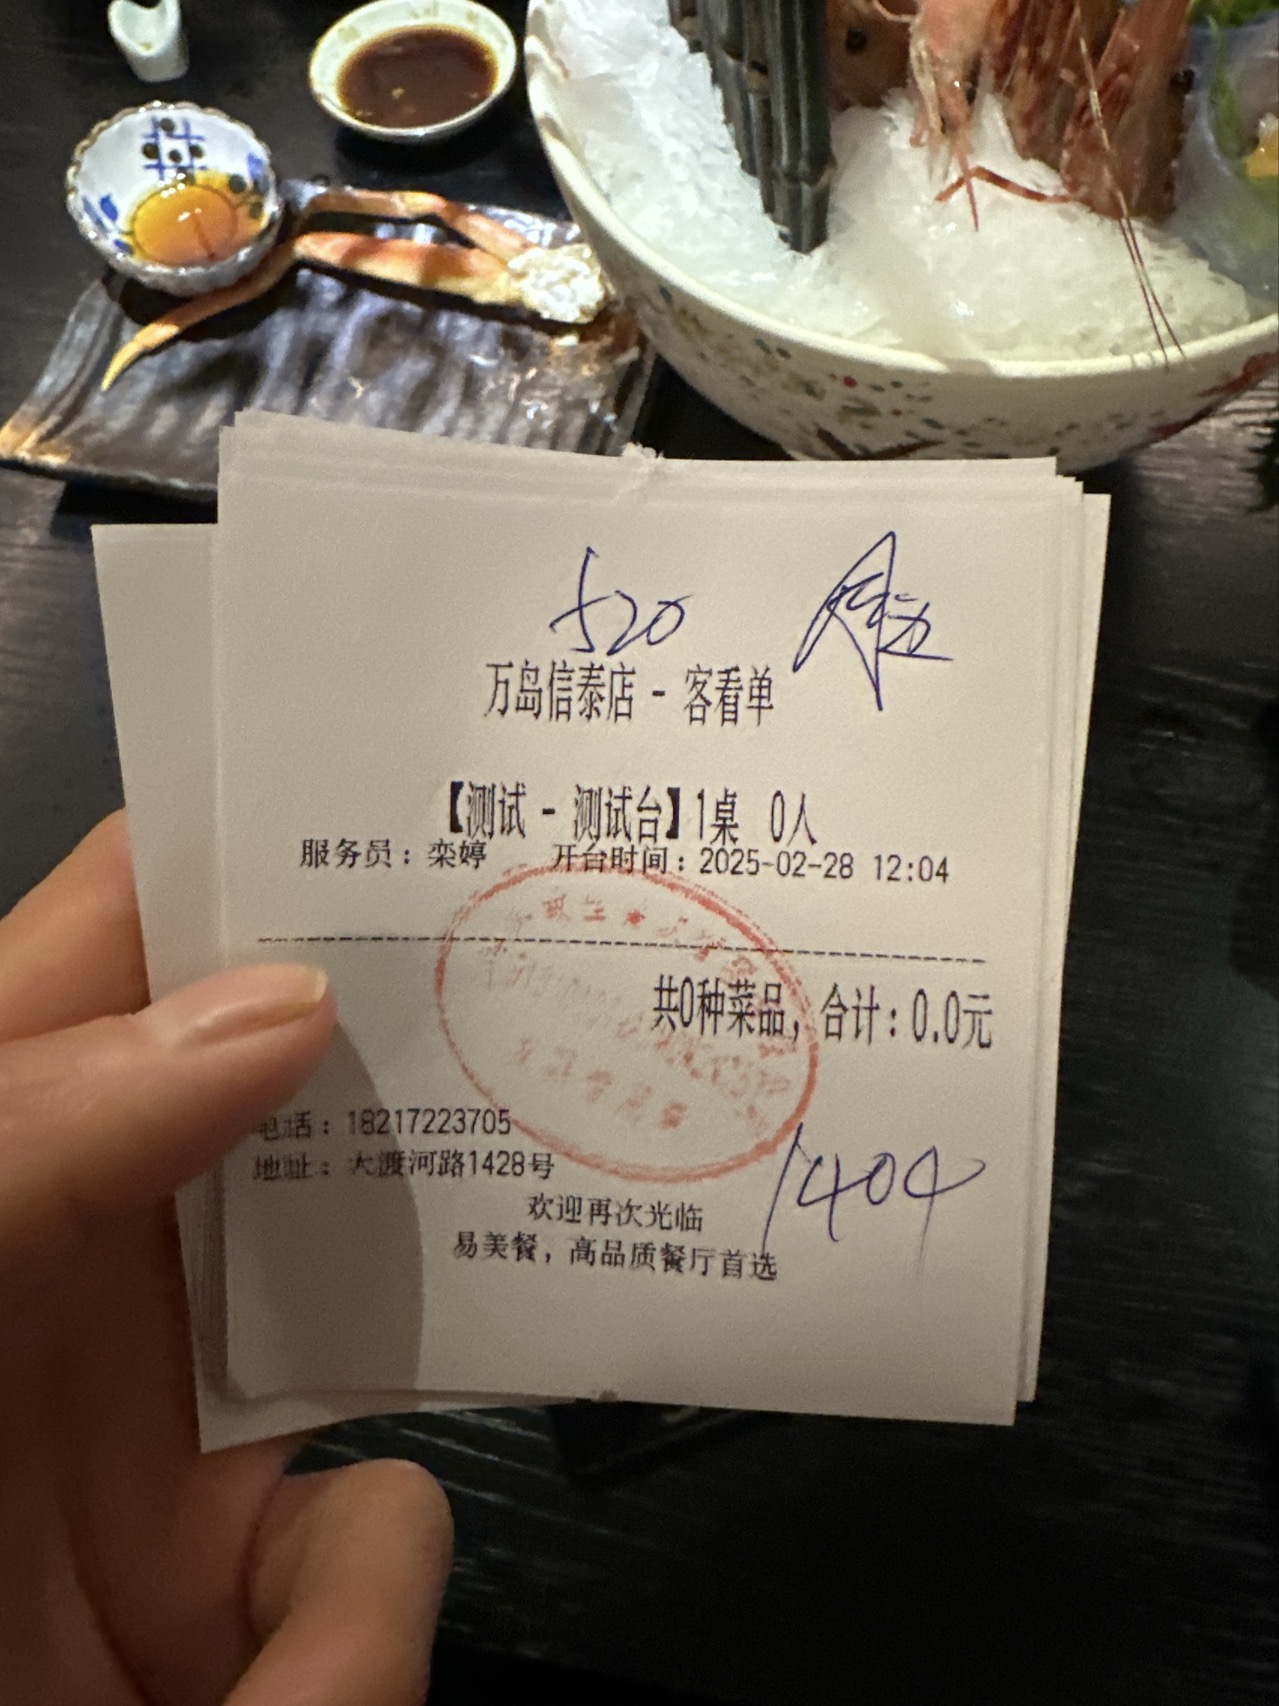 520
万岛信泰店 - 客看单
【测试 - 测试台】1桌 0人
服务员：栾婷 开台时间：2025-02-28 12:04
共0种菜品，合计：0.0元
电话：18217223705
地址：大渡河路1428号
1404
欢迎再次光临
易美餐，高品质餐厅首选